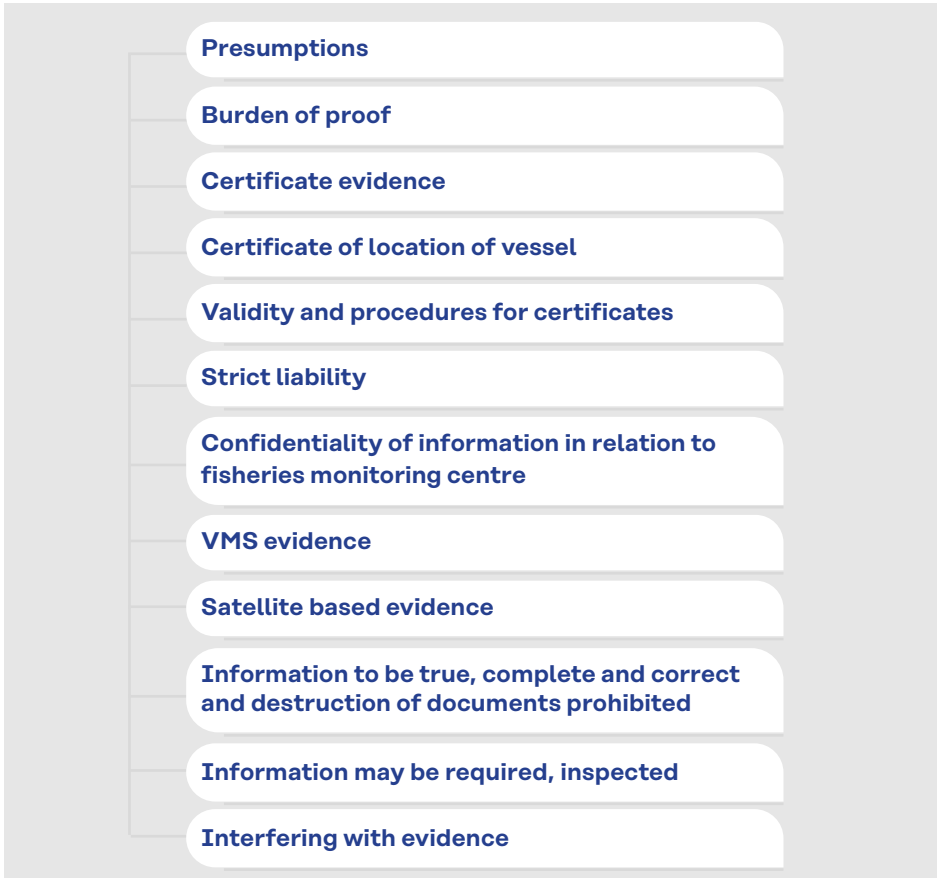 Presumptions
Burden of proof
Certificate evidence
Certificate of location of vessel
Validity and procedures for certificates
Strict liability
Confidentiality of information in relation to
fisheries monitoring centre
VMS evidence
Satellite based evidence
Information to be true, complete and correct
and destruction of documents prohibited
Information may be required, inspected
Interfering with evidence